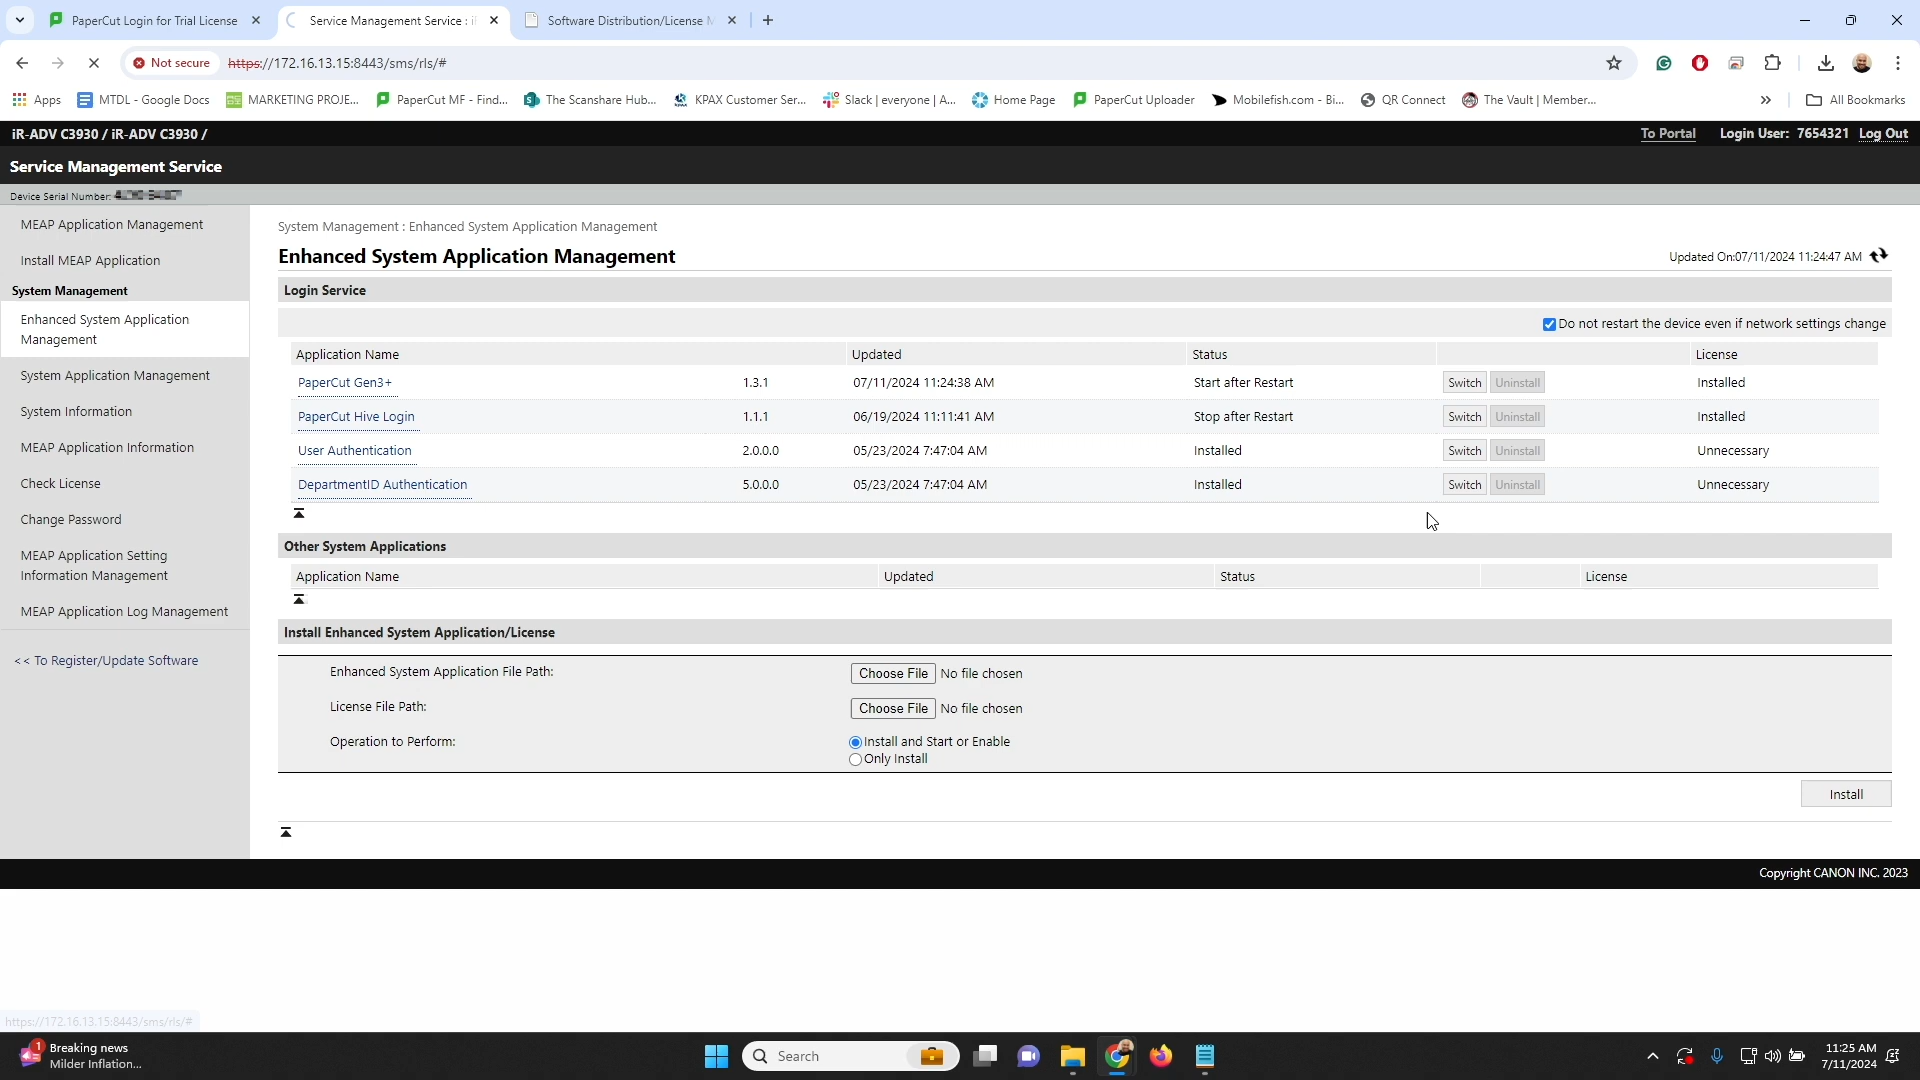 PaperCut Login for Trial License
Service Management Service : i
Software Distribution/License M
Not secure
https://172.16.13.15:8443/sms/rls/#
Apps
MTDL - Google Docs
MARKETING PROJE...
PaperCut MF - Find...
The Scanshare Hub...
KPAX Customer Ser...
Slack | everyone | A...
Home Page
PaperCut Uploader
Mobilefish.com - Bi...
QR Connect
The Vault | Member...
All Bookmarks
iR-ADV C3930 / iR-ADV C3930 /
To Portal
Login User: 7654321
Log Out
Service Management Service
Device Serial Number:
MEAP Application Management
Install MEAP Application
System Management
Enhanced System Application
Management
System Application Management
System Information
MEAP Application Information
Check License
Change Password
MEAP Application Setting
Information Management
MEAP Application Log Management
<< To Register/Update Software
System Management : Enhanced System Application Management
Enhanced System Application Management
Updated On:07/11/2024 11:24:47 AM
Login Service
Do not restart the device even if network settings change
Application Name Updated Status License
PaperCut Gen3+ 1.3.1 07/11/2024 11:24:38 AM Start after Restart Switch Uninstall Installed
PaperCut Hive Login 1.1.1 06/19/2024 11:11:41 AM Stop after Restart Switch Uninstall Installed
User Authentication 2.0.0.0 05/23/2024 7:47:04 AM Installed Switch Uninstall Unnecessary
DepartmentID Authentication 5.0.0.0 05/23/2024 7:47:04 AM Installed Switch Uninstall Unnecessary
Other System Applications
Application Name Updated Status License
Install Enhanced System Application/License
Enhanced System Application File Path: Choose File No file chosen
License File Path: Choose File No file chosen
Operation to Perform: Install and Start or Enable
Only Install
Install
Copyright CANON INC. 2023
https://172.16.13.15:8443/sms/rls/#
1
Breaking news
Milder Inflation...
Search
11:25 AM
7/11/2024